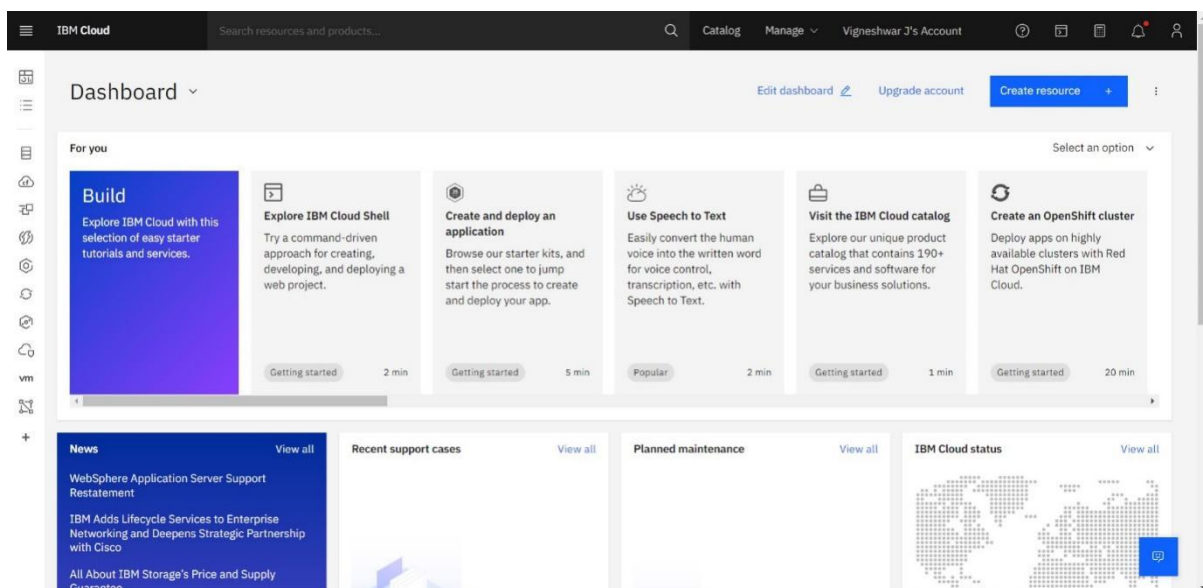 IBM Cloud
Search resources and products...
Catalog
Manage
Vigneshwar J's Account
Dashboard
Edit dashboard
Upgrade account
Create resource +
For you
Select an option
Build
Explore IBM Cloud with this
selection of easy starter
tutorials and services.
Explore IBM Cloud Shell
Try a command-driven
approach for creating,
developing, and deploying a
web project.
Getting started
2 min
Create and deploy an
application
Browse our starter kits, and
then select one to jump
start the process to create
and deploy your app.
Getting started
5 min
Use Speech to Text
Easily convert the human
voice into the written word
for voice control,
transcription, etc. with
Speech to Text.
Popular
2 min
Visit the IBM Cloud catalog
Explore our unique product
catalog that contains 190+
services and software for
your business solutions.
Getting started
1 min
Create an OpenShift cluster
Deploy apps on highly
available clusters with Red
Hat OpenShift on IBM
Cloud.
Getting started
20 min
vm
News
View all
WebSphere Application Server Support
Restatement
IBM Adds Lifecycle Services to Enterprise
Networking and Deepens Strategic Partnership
with Cisco
All About IBM Storage's Price and Supply
Guarantee
Recent support cases
View all
Planned maintenance
View all
IBM Cloud status
View all